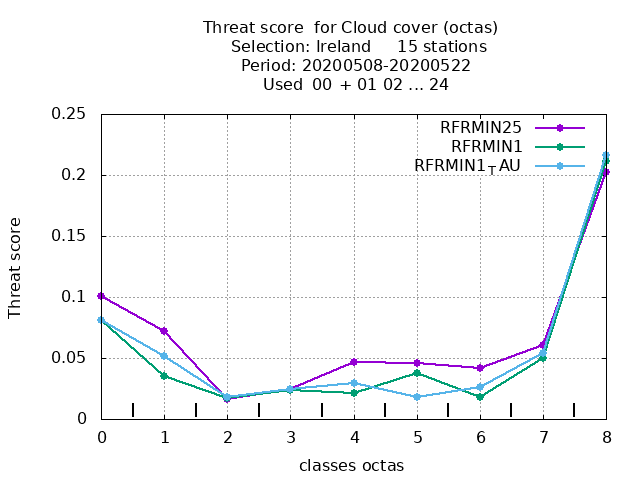 Threat score  for Cloud cover (octas)
Selection: Ireland     15 stations
Period: 20200508-20200522
Used  00 + 01 02 ... 24
RFRMIN25
RFRMIN1
RFRMIN1TAU
0.25
0.2
0.15
0.1
0.05
0
Threat score
0 1 2 3 4 5 6 7 8
classes octas